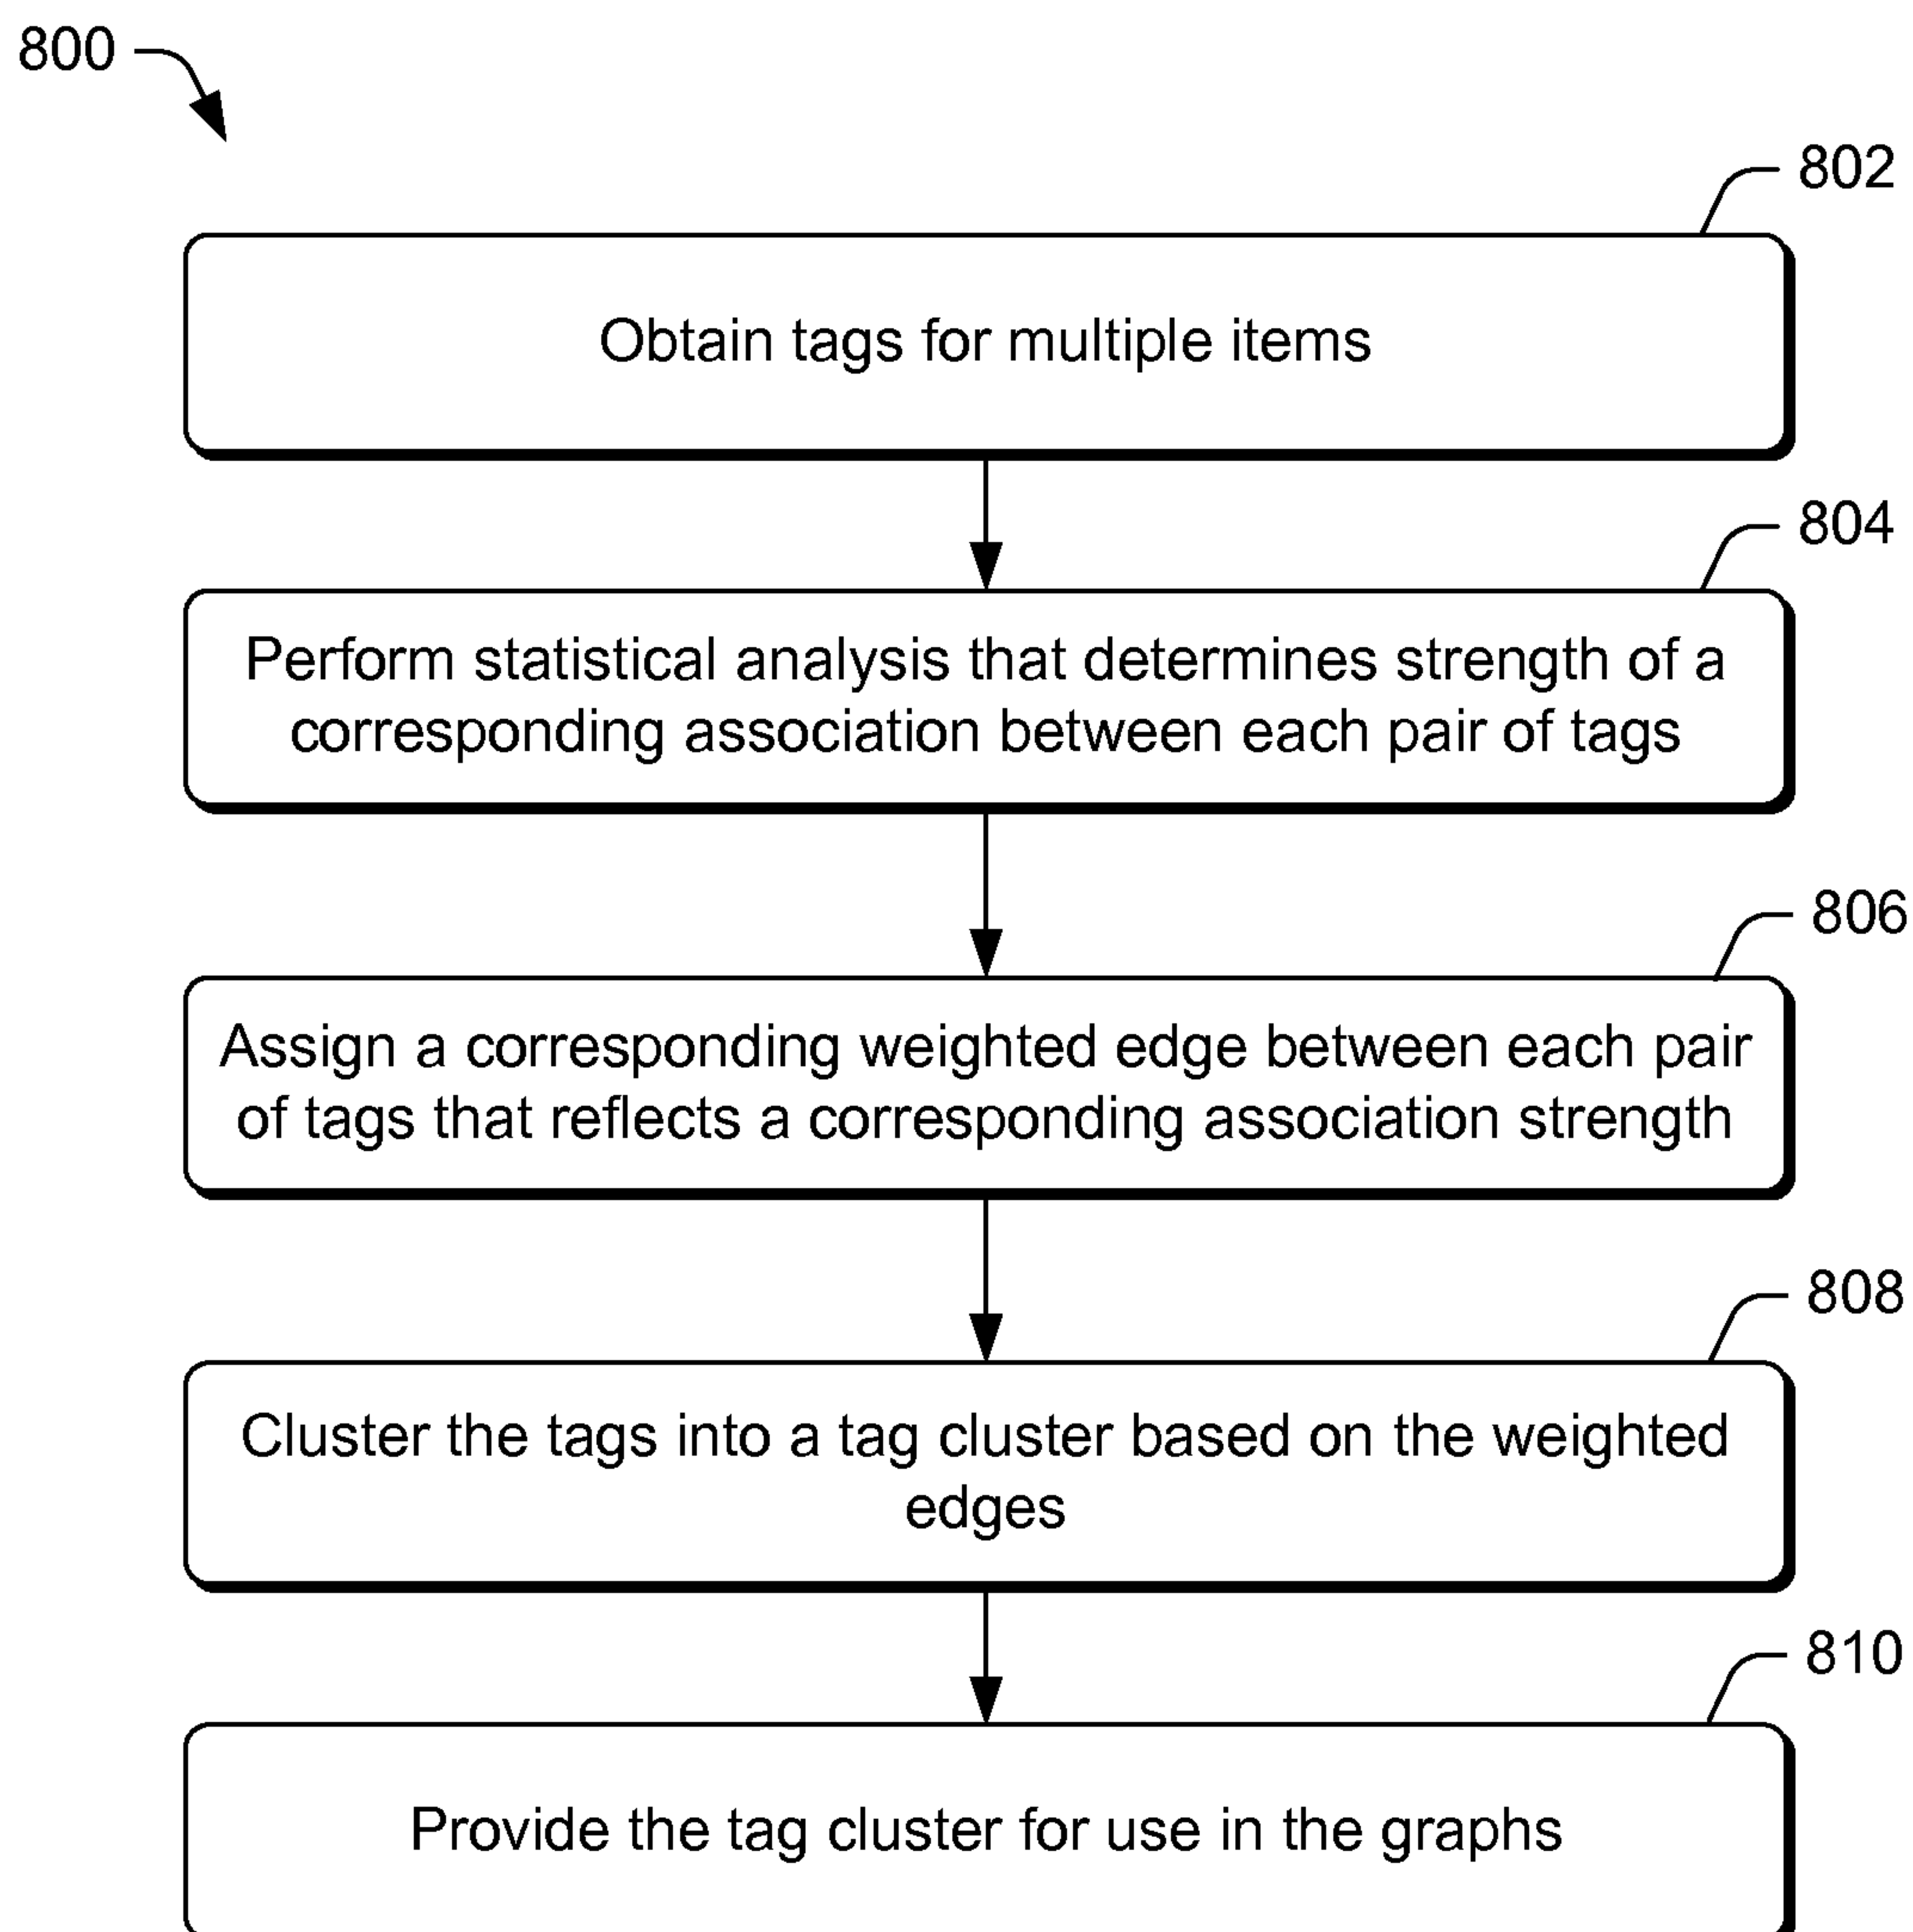 800
802
Obtain tags for multiple items
804
Perform statistical analysis that determines strength of a
corresponding association between each pair of tags
806
Assign a corresponding weighted edge between each pair
of tags that reflects a corresponding association strength
808
Cluster the tags into a tag cluster based on the weighted
edges
810
Provide the tag cluster for use in the graphs